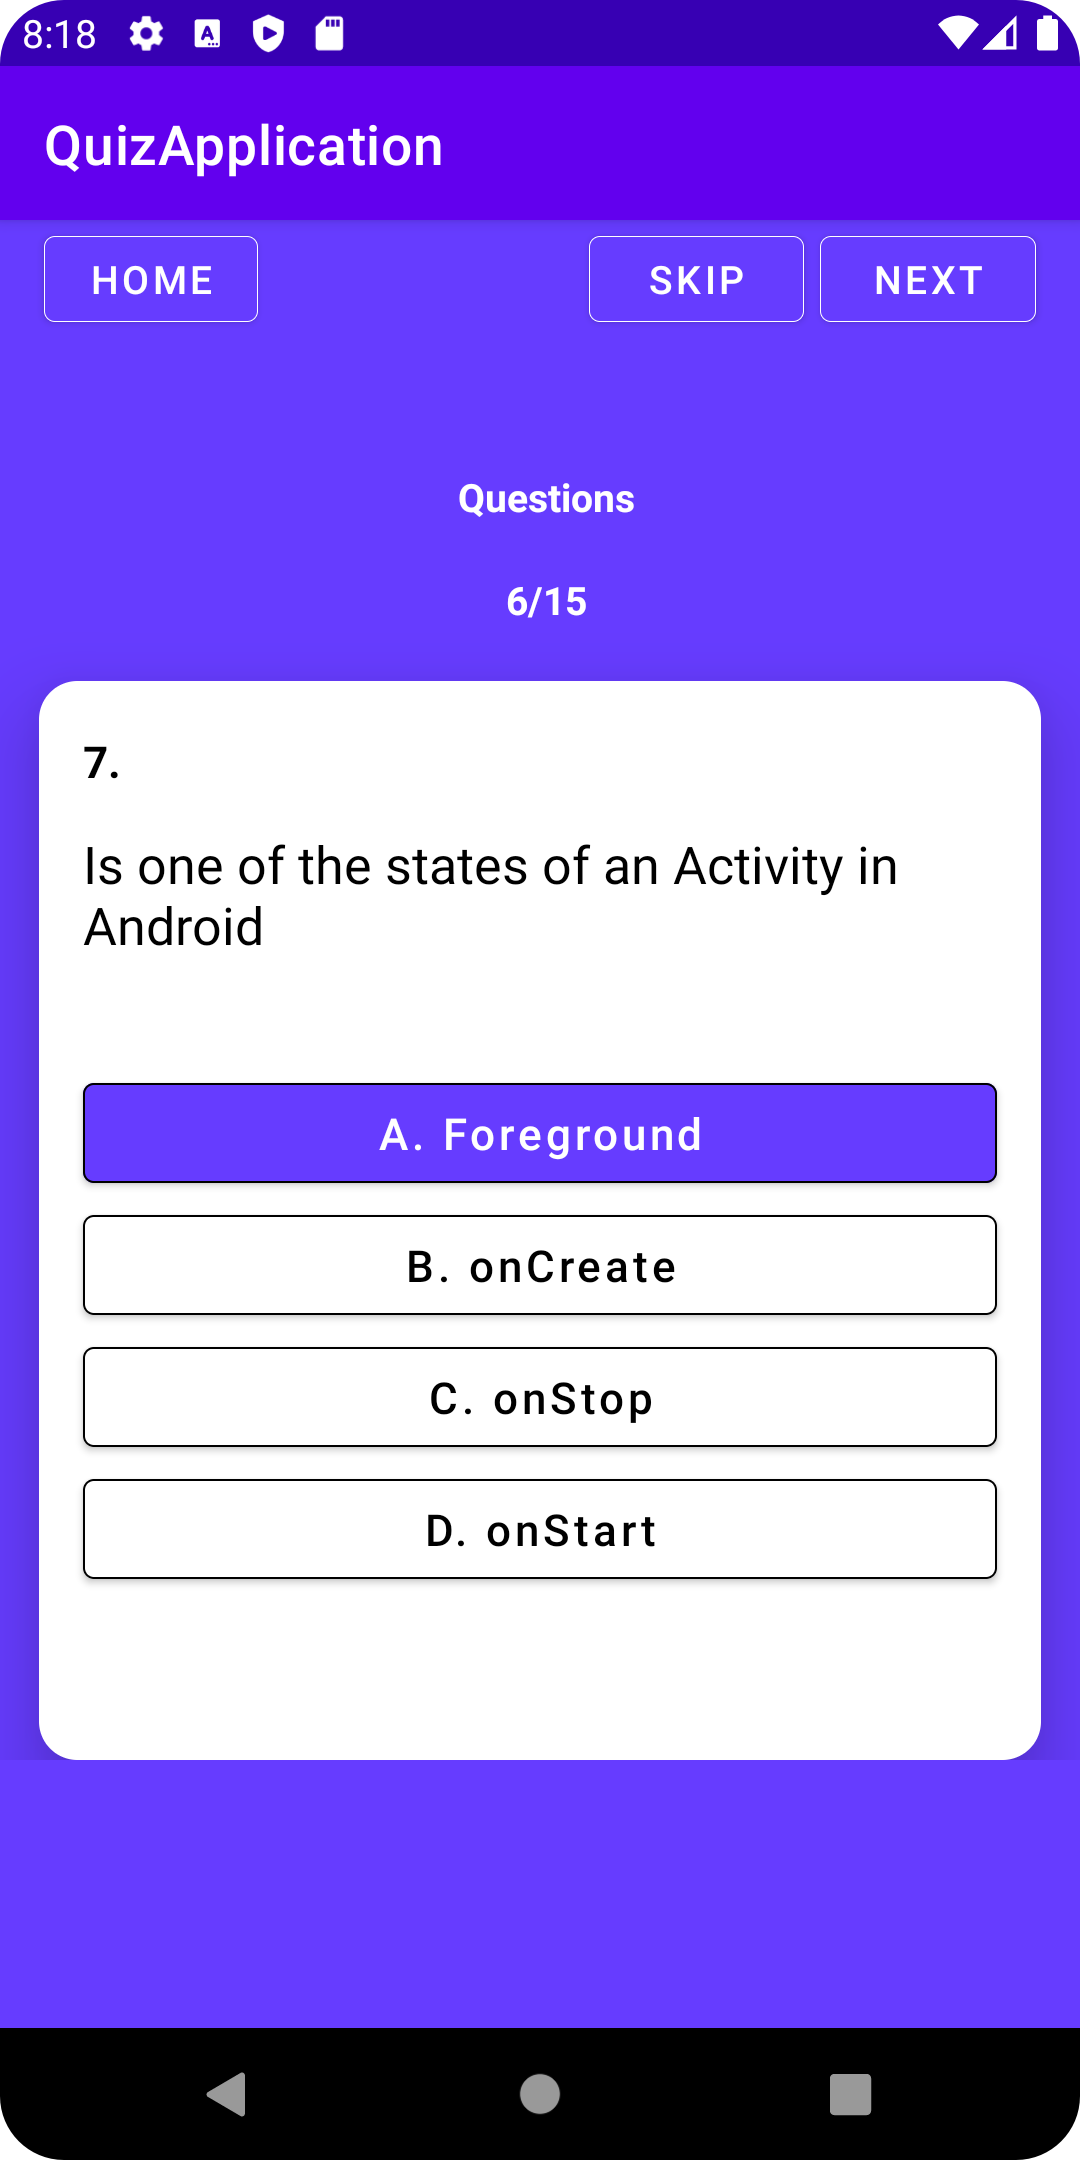 8:18
QuizApplication
HOME SKIP NEXT
Questions
6/15
7.
Is one of the states of an Activity in
Android
A. Foreground
B. onCreate
C. onStop
D. onStart